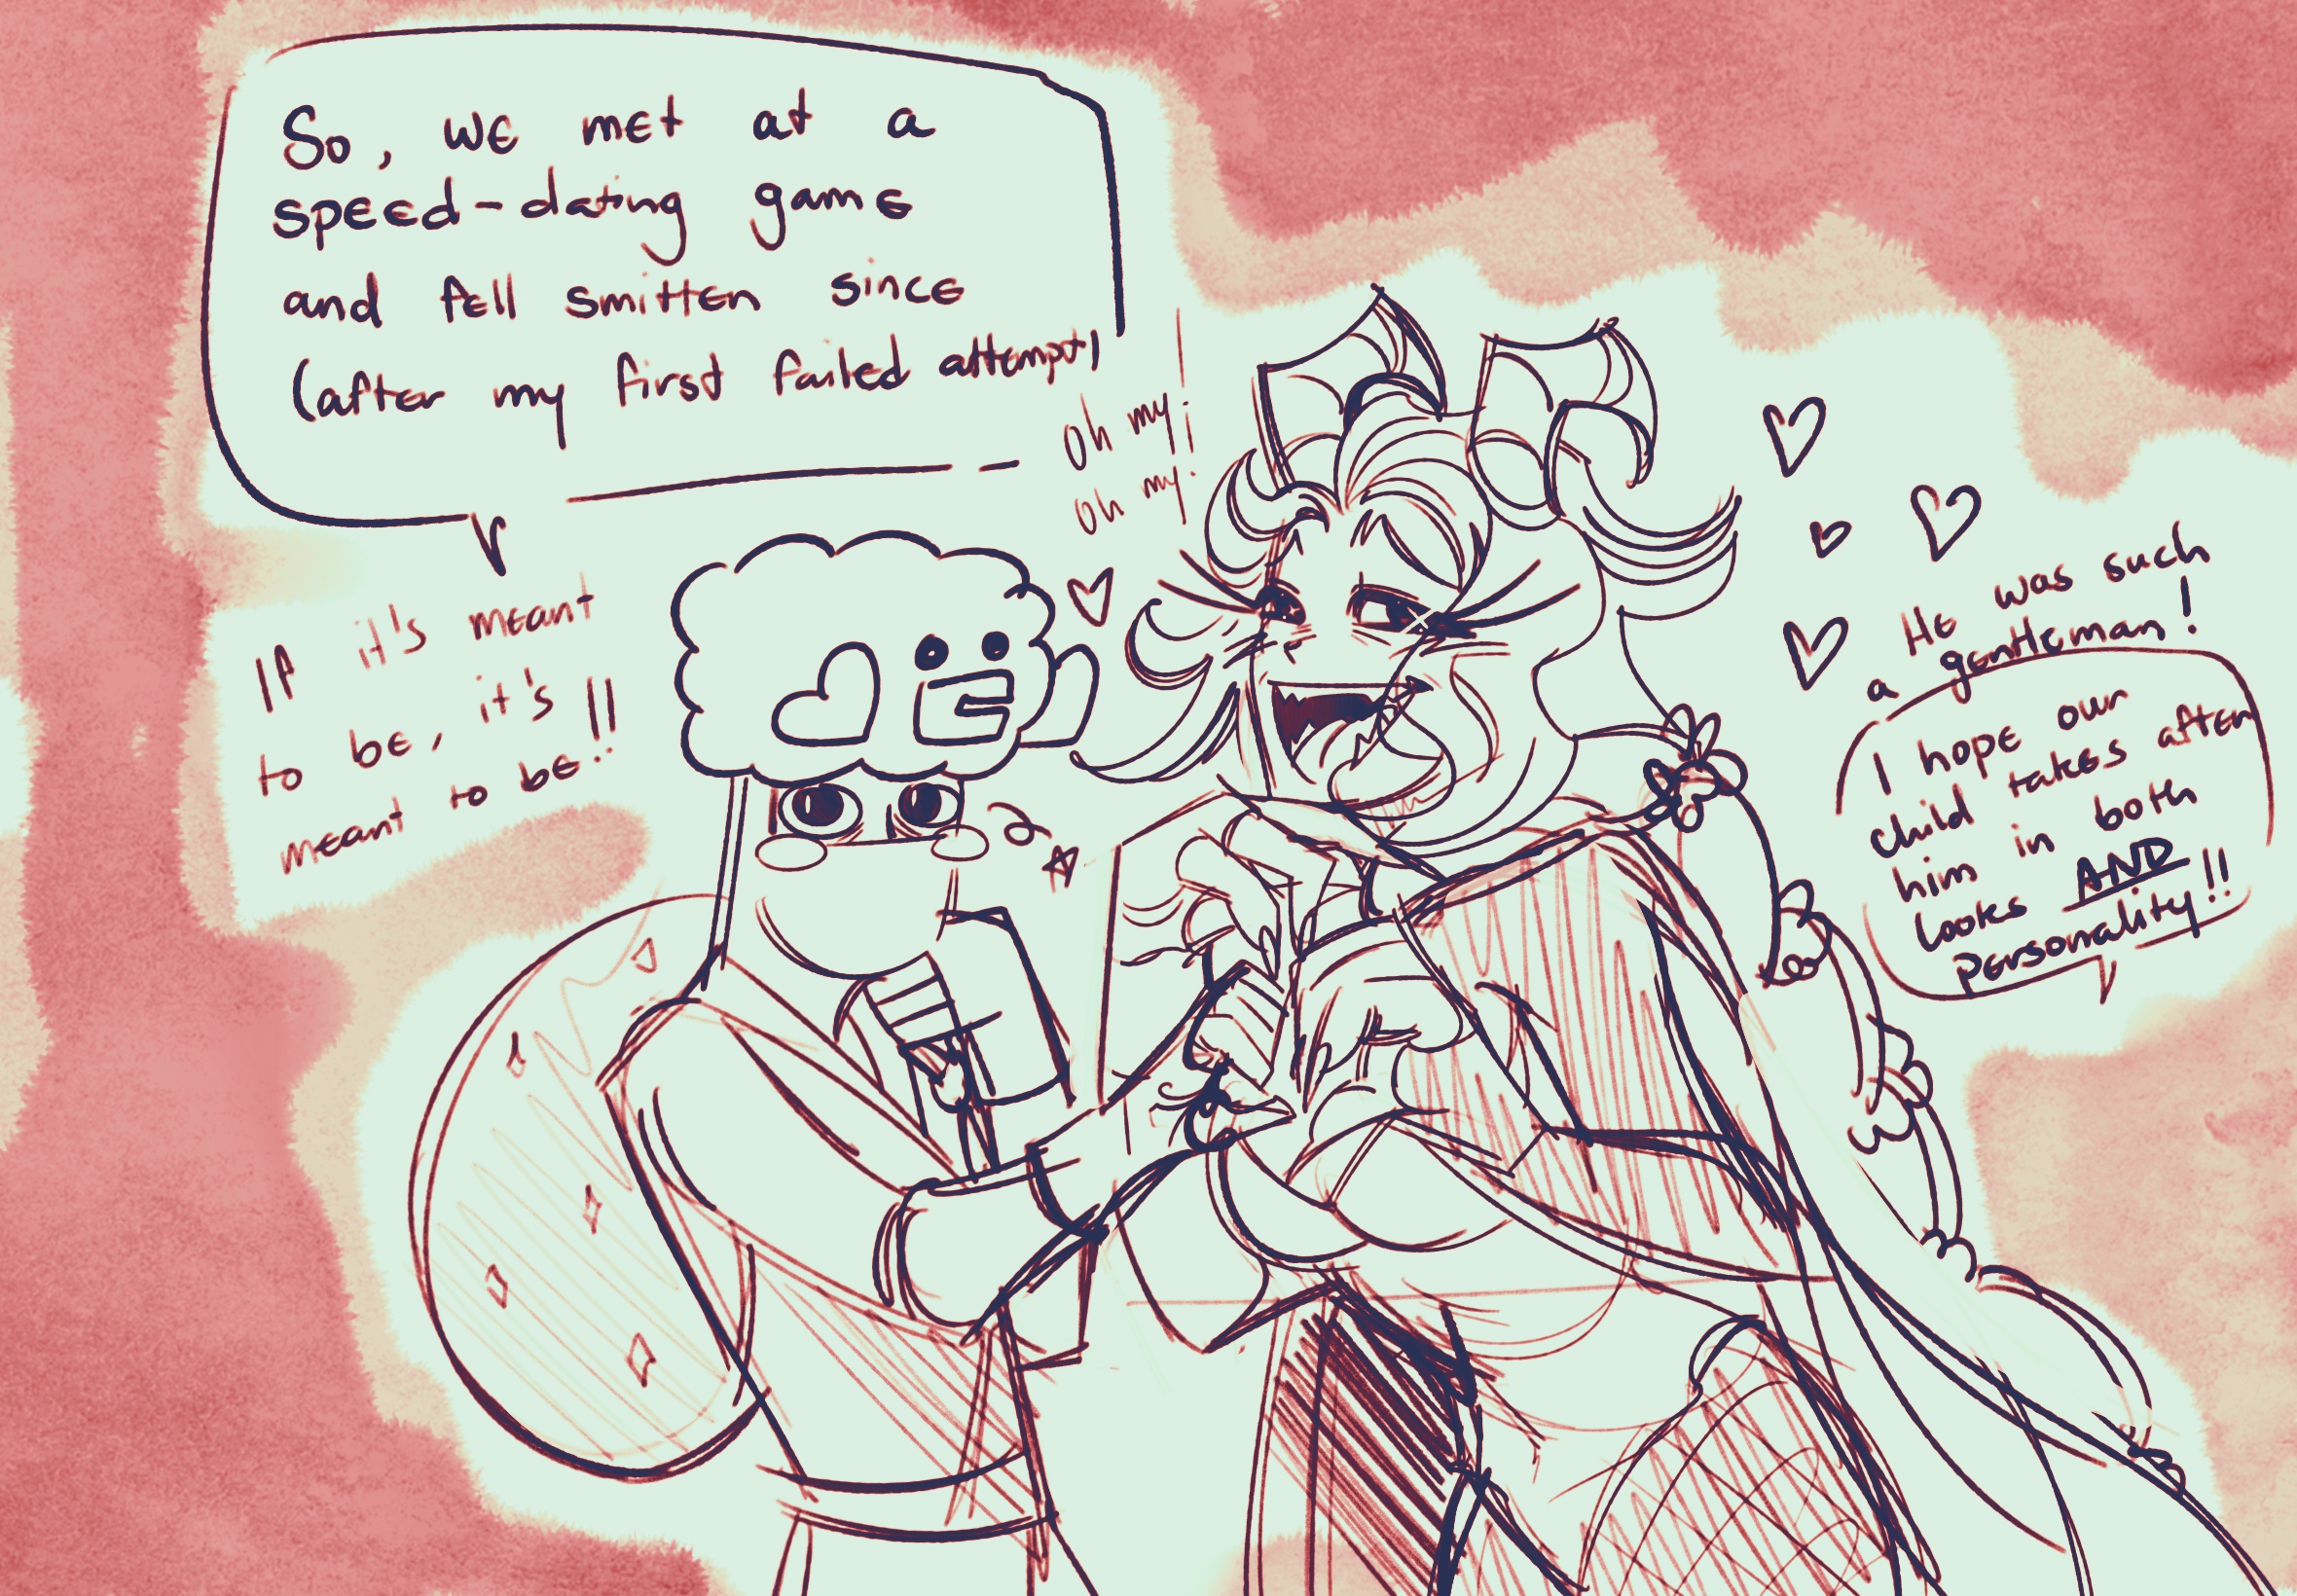 So, we met at a
speed-dating game
and fell smitten since
(after my first failed attempt)
Oh my!
Oh my!
If it's meant
to be, it's
meant to be!!
He was such
a gentleman!
I hope our
child takes after
him in both
looks AND
personality!!